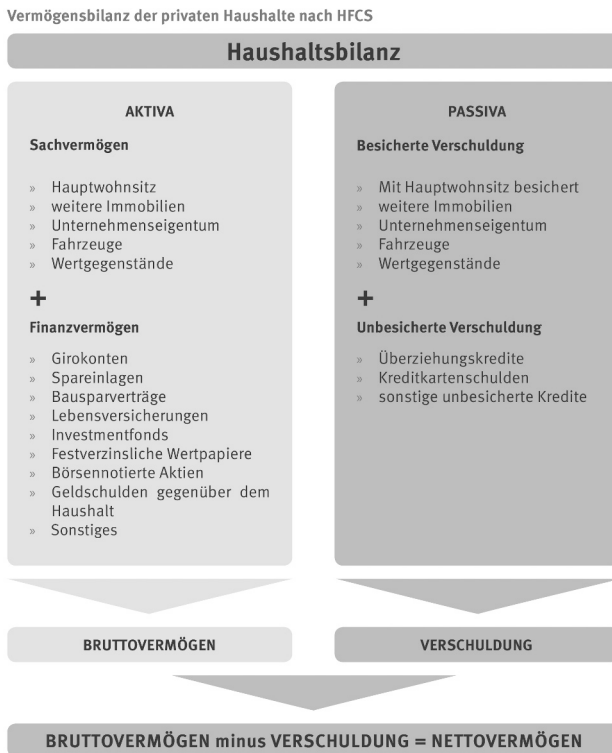 Vermögensbilanz der privaten Haushalte nach HFCS
Haushaltsbilanz
AKTIVA
Sachvermögen
» Hauptwohnsitz
» weitere Immobilien
» Unternehmenseigentum
» Fahrzeuge
» Wertgegenstände
+
Finanzvermögen
» Girokonten
» Spareinlagen
» Bausparverträge
» Lebensversicherungen
» Investmentfonds
» Festverzinsliche Wertpapiere
» Börsennotierte Aktien
» Geldschulden gegenüber dem
Haushalt
» Sonstiges
PASSIVA
Besicherte Verschuldung
» Mit Hauptwohnsitz besichert
» weitere Immobilien
» Unternehmenseigentum
» Fahrzeuge
» Wertgegenstände
+
Unbesicherte Verschuldung
» Überziehungskredite
» Kreditkartenschulden
» sonstige unbesicherte Kredite
BRUTTOVERMÖGEN
VERSCHULDUNG
BRUTTOVERMÖGEN minus VERSCHULDUNG = NETTOVERMÖGEN